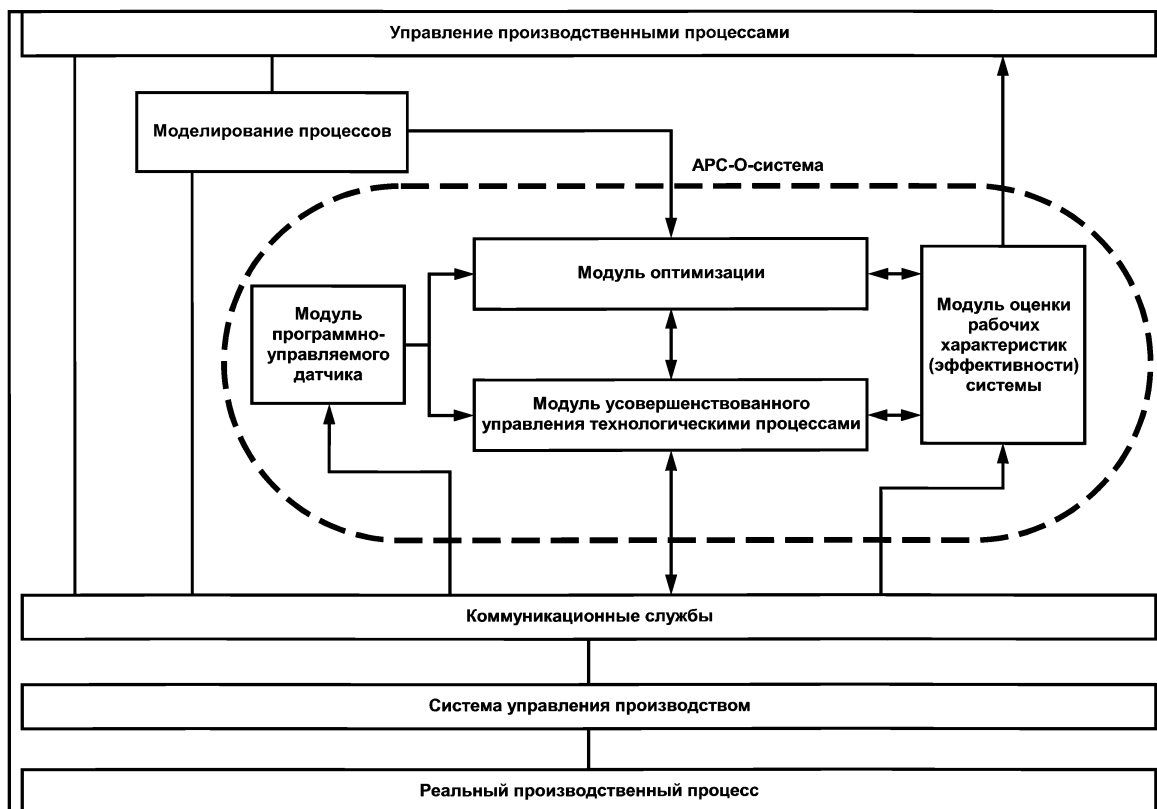 Управление производственными процессами
Моделирование процессов
АРС-О-система
Модуль оптимизации
Модуль
программно-
управляемого
датчика
Модуль оценки
рабочих
характеристик
(эффективности)
системы
Модуль усовершенствованного
управления технологическими процессами
Коммуникационные службы
Система управления производством
Реальный производственный процесс